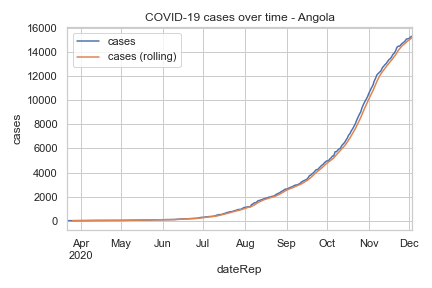 COVID-19 cases over time - Angola
16000
14000
12000
10000
8000
6000
4000
2000
0
cases
cases
cases (rolling)
Apr May Jun Jul Aug Sep Oct Nov Dec
2020
dateRep